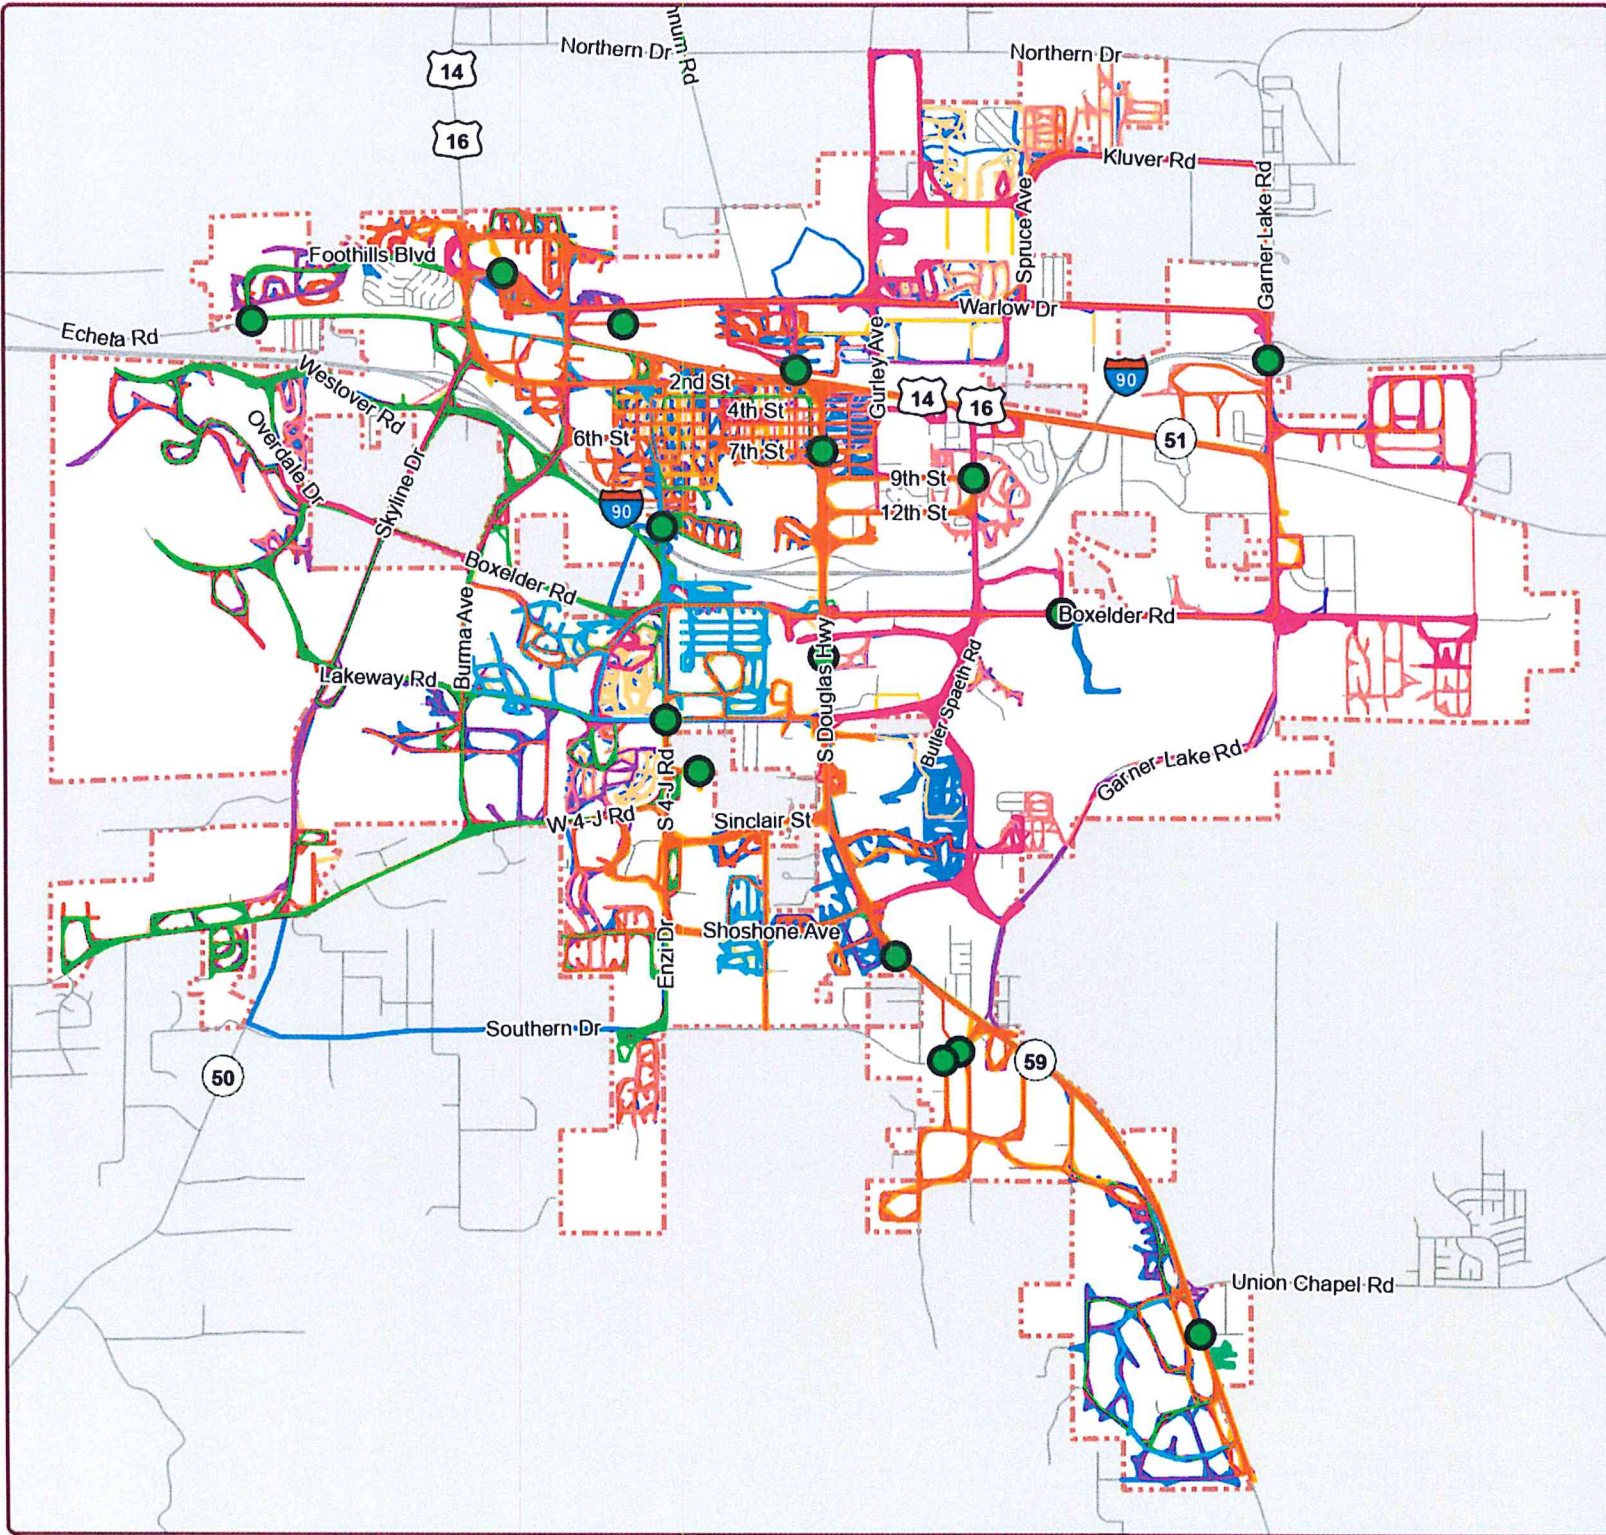 Northern Dr
num Rd
Northern Dr
14
16
Kluver Rd
Spruce Ave
Garner Lake Rd
Foothills Blvd
Warlow Dr
Echeta Rd
Gurley Ave
Westover Rd
2nd St
14
16
90
4th St
Overdale Dr
6th St
7th St
51
Skyline Dr
9th St
90
12th St
Boxelder Rd
Burma Ave
Boxelder Rd
S Douglas Hwy
Butler Spaeth Rd
Lakeway Rd
S 4-J Rd
Garner Lake Rd
W 4-J Rd
Sinclair St
Shoshone Ave
Enzi Dr
Southern Dr
50
59
Union Chapel Rd